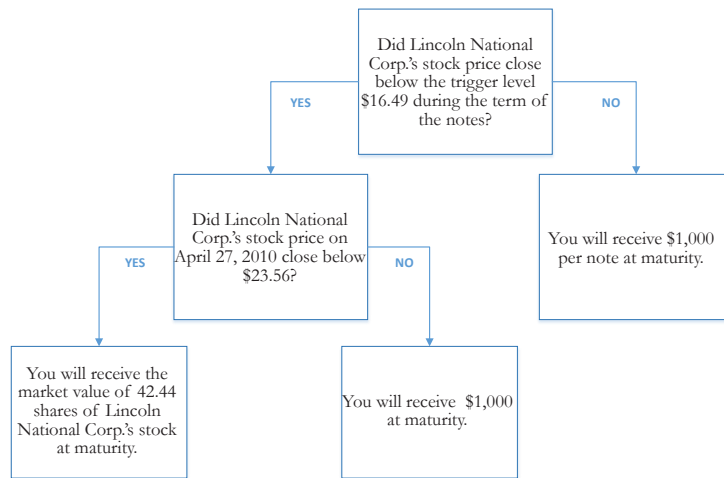 Did Lincoln National
Corp.'s stock price close
below the trigger level
$16.49 during the term of
the notes?
YES
NO
Did Lincoln National
Corp.'s stock price on
April 27, 2010 close below
$23.56?
You will receive $1,000
per note at maturity.
YES
NO
You will receive the
market value of 42.44
shares of Lincoln
National Corp.'s stock
at maturity.
You will receive $1,000
at maturity.